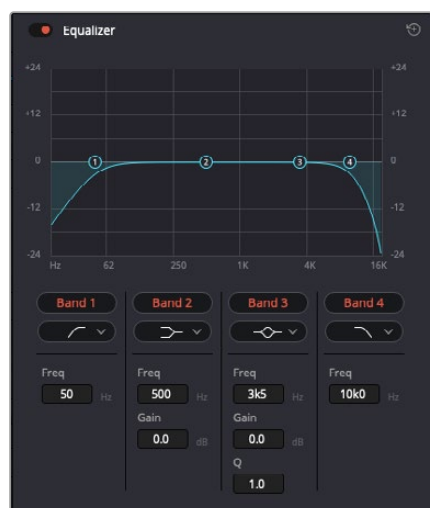 Equalizer
+24 +24
+12 +12
0 0
-12 -12
-24 -24
Hz 62 250 1K 4K 16K
1 2 3 4
Band 1 Band 2 Band 3 Band 4
Freq Freq Freq Freq
50 Hz 500 Hz 3k5 Hz 10k0 Hz
Gain Gain
0.0 dB 0.0 dB
Q
1.0